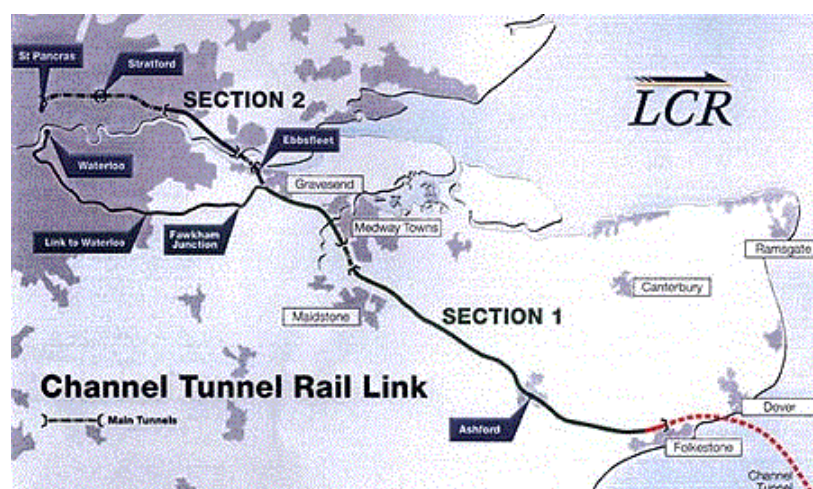 St Pancras
Stratford
SECTION 2
LCR
Ebbsfleet
Waterloo
Gravesend
Link to Waterloo
Fawkham
Junction
Medway Towns
Ramsgate
Canterbury
Maidstone
SECTION 1
Channel Tunnel Rail Link
Main Tunnels
Ashford
Dover
Folkestone
Channel
Tunnel